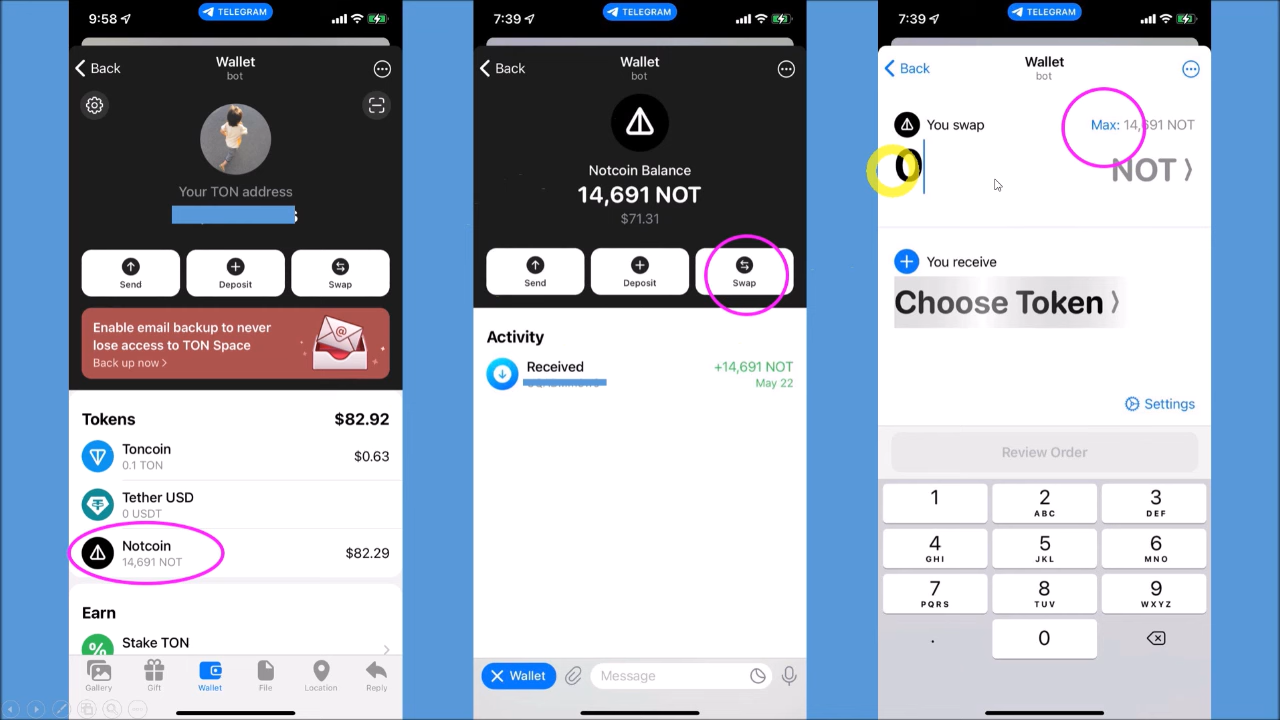 9:58
TELEGRAM
Back
Wallet
bot
Your TON address
Send
Deposit
Swap
Enable email backup to never
lose access to TON Space
Back up now >
Tokens
$82.92
Toncoin
0.1 TON
$0.63
Tether USD
0 USDT
Notcoin
14,691 NOT
$82.29
Earn
Stake TON
Gallery
Gift
Wallet
File
Location
Reply
7:39
TELEGRAM
Back
Wallet
bot
Notcoin Balance
14,691 NOT
$71.31
Send
Deposit
Swap
Activity
Received
+14,691 NOT
May 22
Wallet
Message
7:39
TELEGRAM
Back
Wallet
bot
You swap
Max: 14,691 NOT
0
NOT
You receive
Choose Token
Settings
Review Order
1
2
ABC
3
DEF
4
GHI
5
JKL
6
MNO
7
PQRS
8
TUV
9
WXYZ
.
0